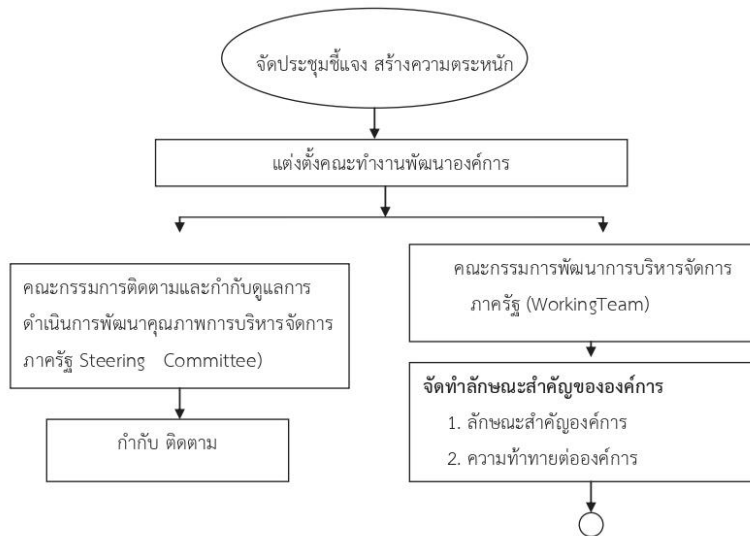 จัดประชุมชี้แจง สร้างความตระหนัก
แต่งตั้งคณะทำงานพัฒนาองค์การ
คณะกรรมการติดตามและกำกับดูแลการ
ดำเนินการพัฒนาคุณภาพการบริหารจัดการ
ภาครัฐ Steering Committee)
กำกับ ติดตาม
คณะกรรมการพัฒนาการบริหารจัดการ
ภาครัฐ (WorkingTeam)
จัดทำลักษณะสำคัญขององค์การ
1. ลักษณะสำคัญองค์การ
2. ความท้าทายต่อองค์การ